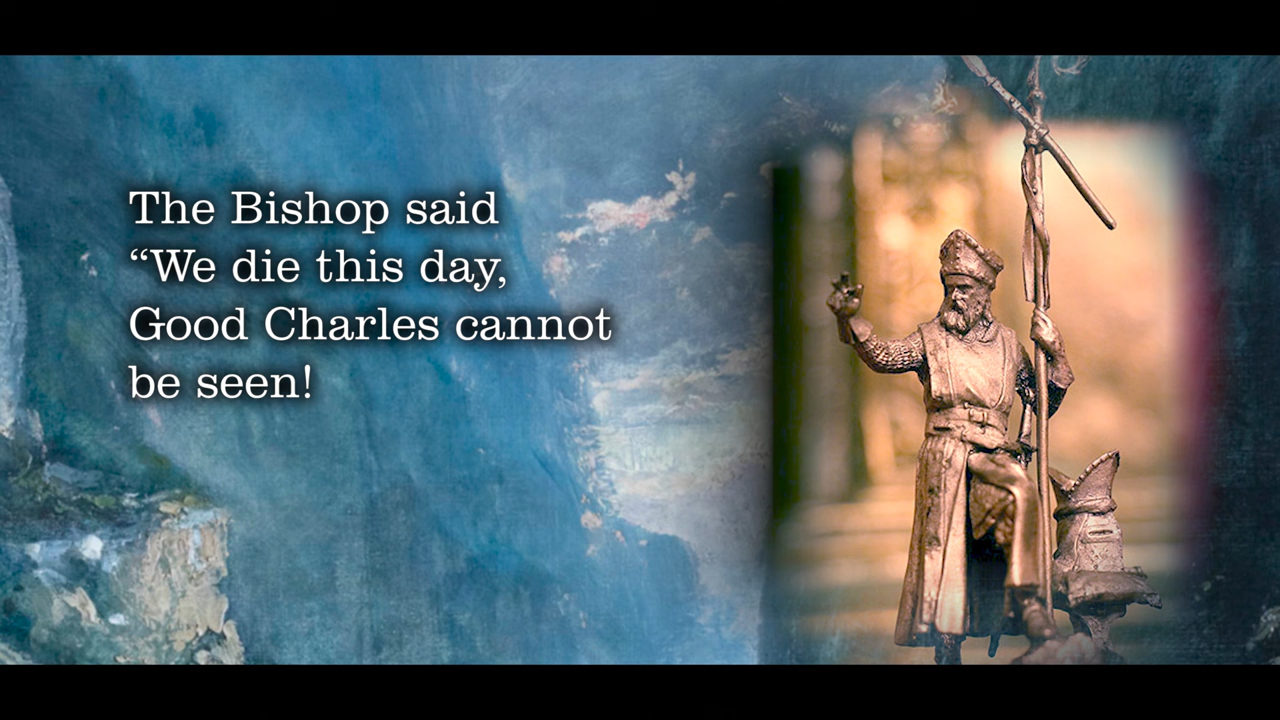 The Bishop said
“We die this day,
Good Charles cannot
be seen!